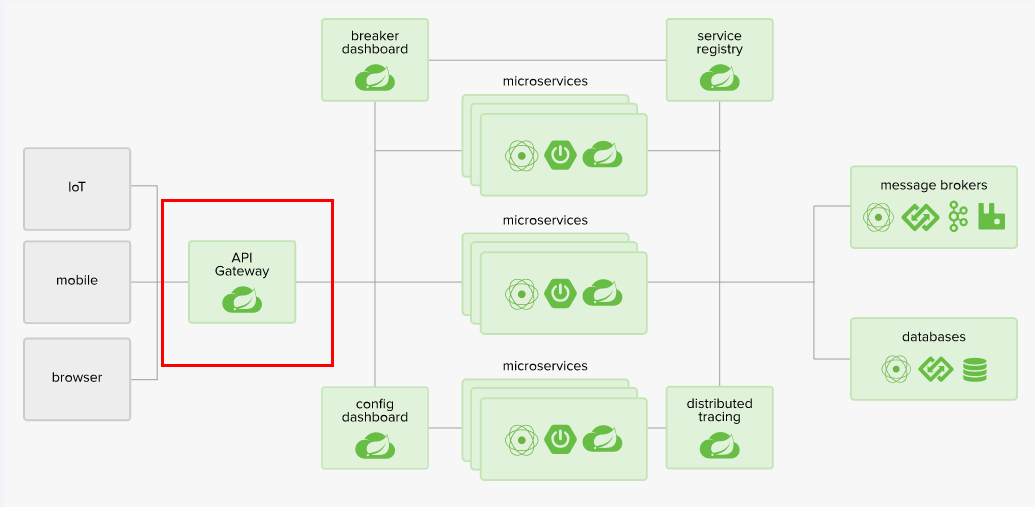 breaker
dashboard
service
registry
microservices
IoT
mobile
browser
API
Gateway
microservices
message brokers
databases
microservices
config
dashboard
distributed
tracing